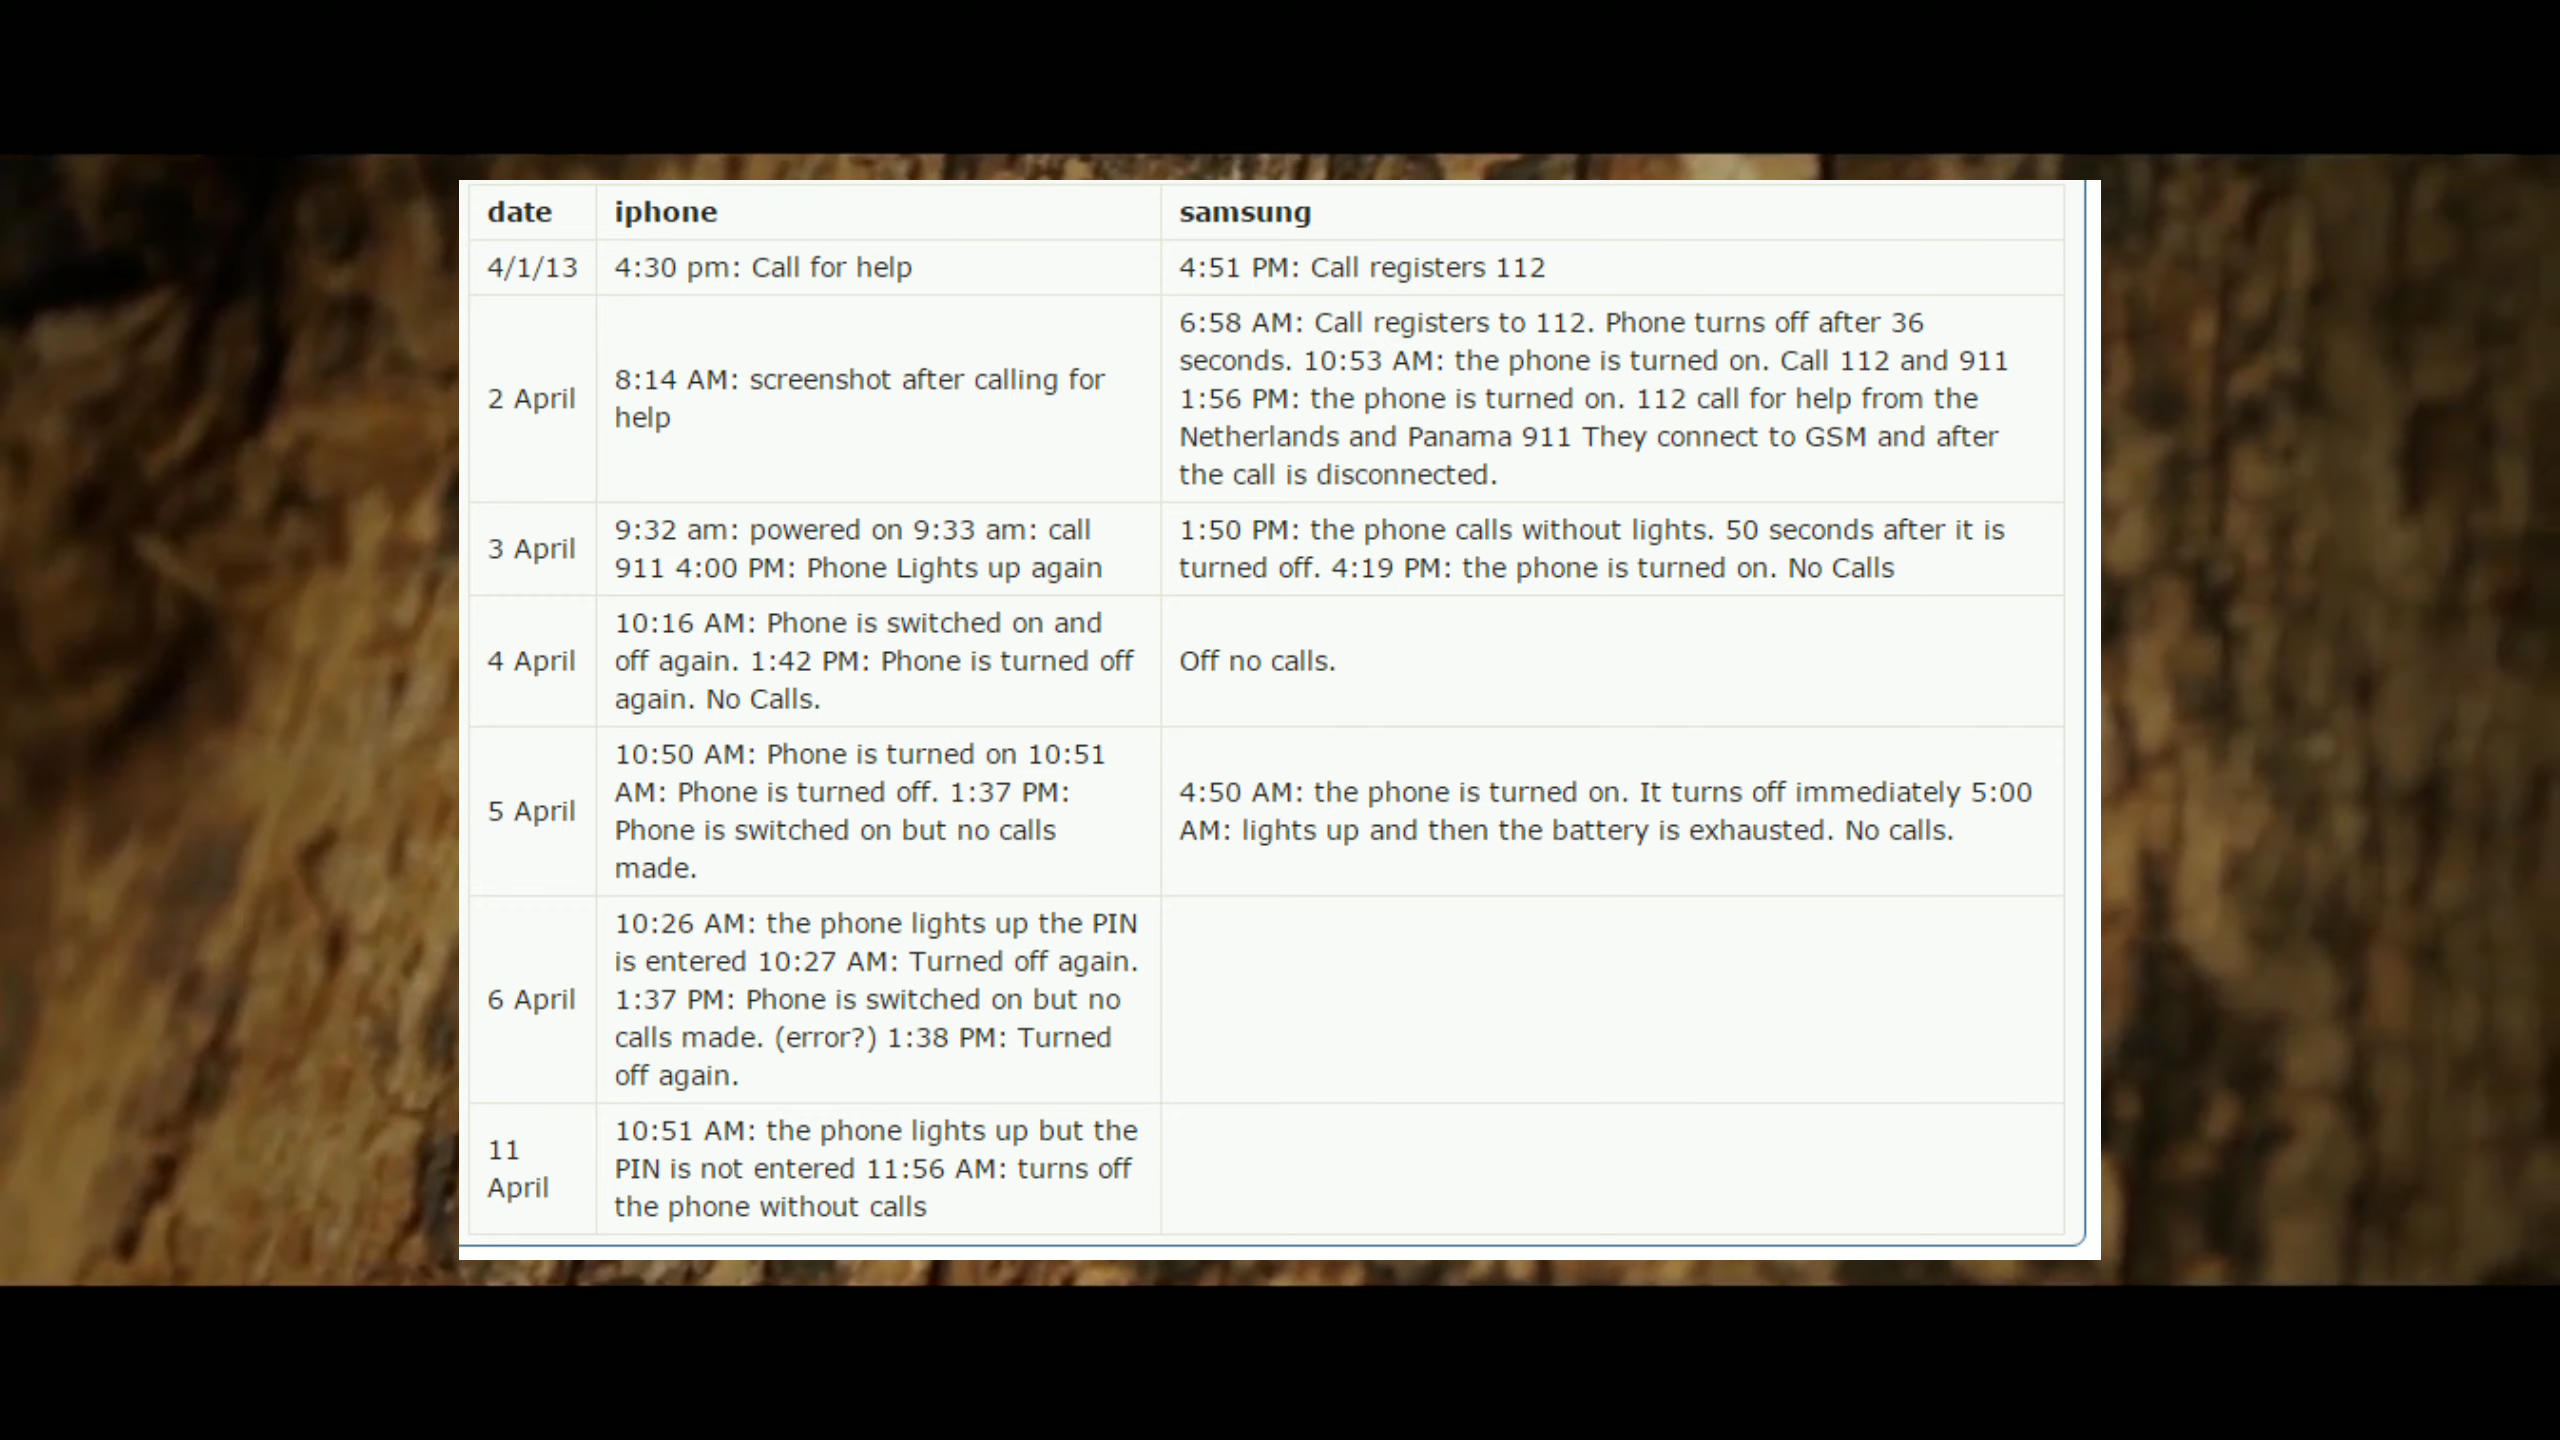 date iphone samsung
4/1/13 4:30 pm: Call for help 4:51 PM: Call registers 112
2 April
8:14 AM: screenshot after calling for
help
6:58 AM: Call registers to 112. Phone turns off after 36
seconds. 10:53 AM: the phone is turned on. Call 112 and 911
1:56 PM: the phone is turned on. 112 call for help from the
Netherlands and Panama 911 They connect to GSM and after
the call is disconnected.
3 April
9:32 am: powered on 9:33 am: call
911 4:00 PM: Phone Lights up again
1:50 PM: the phone calls without lights. 50 seconds after it is
turned off. 4:19 PM: the phone is turned on. No Calls
4 April
10:16 AM: Phone is switched on and
off again. 1:42 PM: Phone is turned off
again. No Calls.
Off no calls.
5 April
10:50 AM: Phone is turned on 10:51
AM: Phone is turned off. 1:37 PM:
Phone is switched on but no calls
made.
4:50 AM: the phone is turned on. It turns off immediately 5:00
AM: lights up and then the battery is exhausted. No calls.
6 April
10:26 AM: the phone lights up the PIN
is entered 10:27 AM: Turned off again.
1:37 PM: Phone is switched on but no
calls made. (error?) 1:38 PM: Turned
off again.
11
April
10:51 AM: the phone lights up but the
PIN is not entered 11:56 AM: turns off
the phone without calls